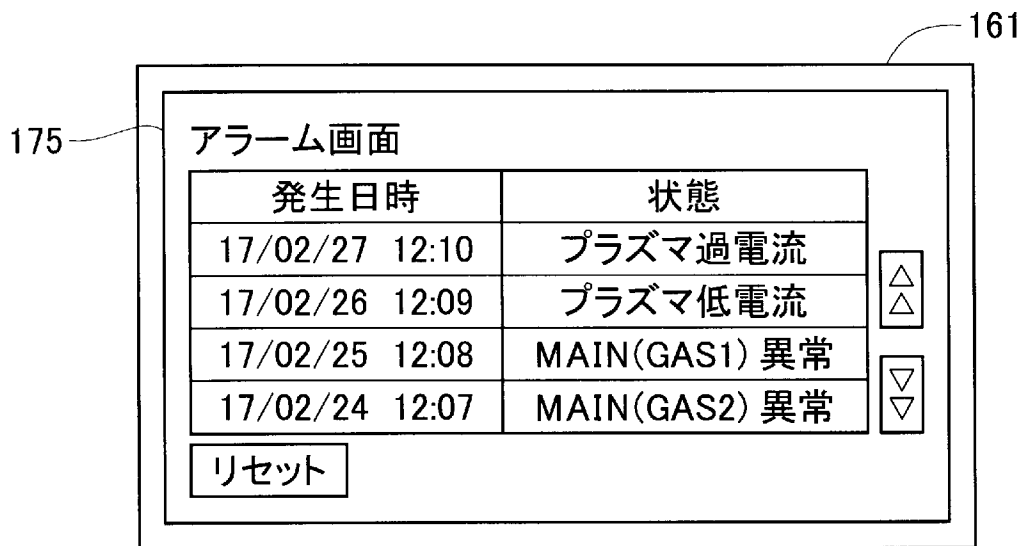 161
175
アラーム画面
発生日時 状態
17/02/27 12:10 プラズマ過電流
17/02/26 12:09 プラズマ低電流
17/02/25 12:08 MAIN(GAS1) 異常
17/02/24 12:07 MAIN(GAS2) 異常
リセット